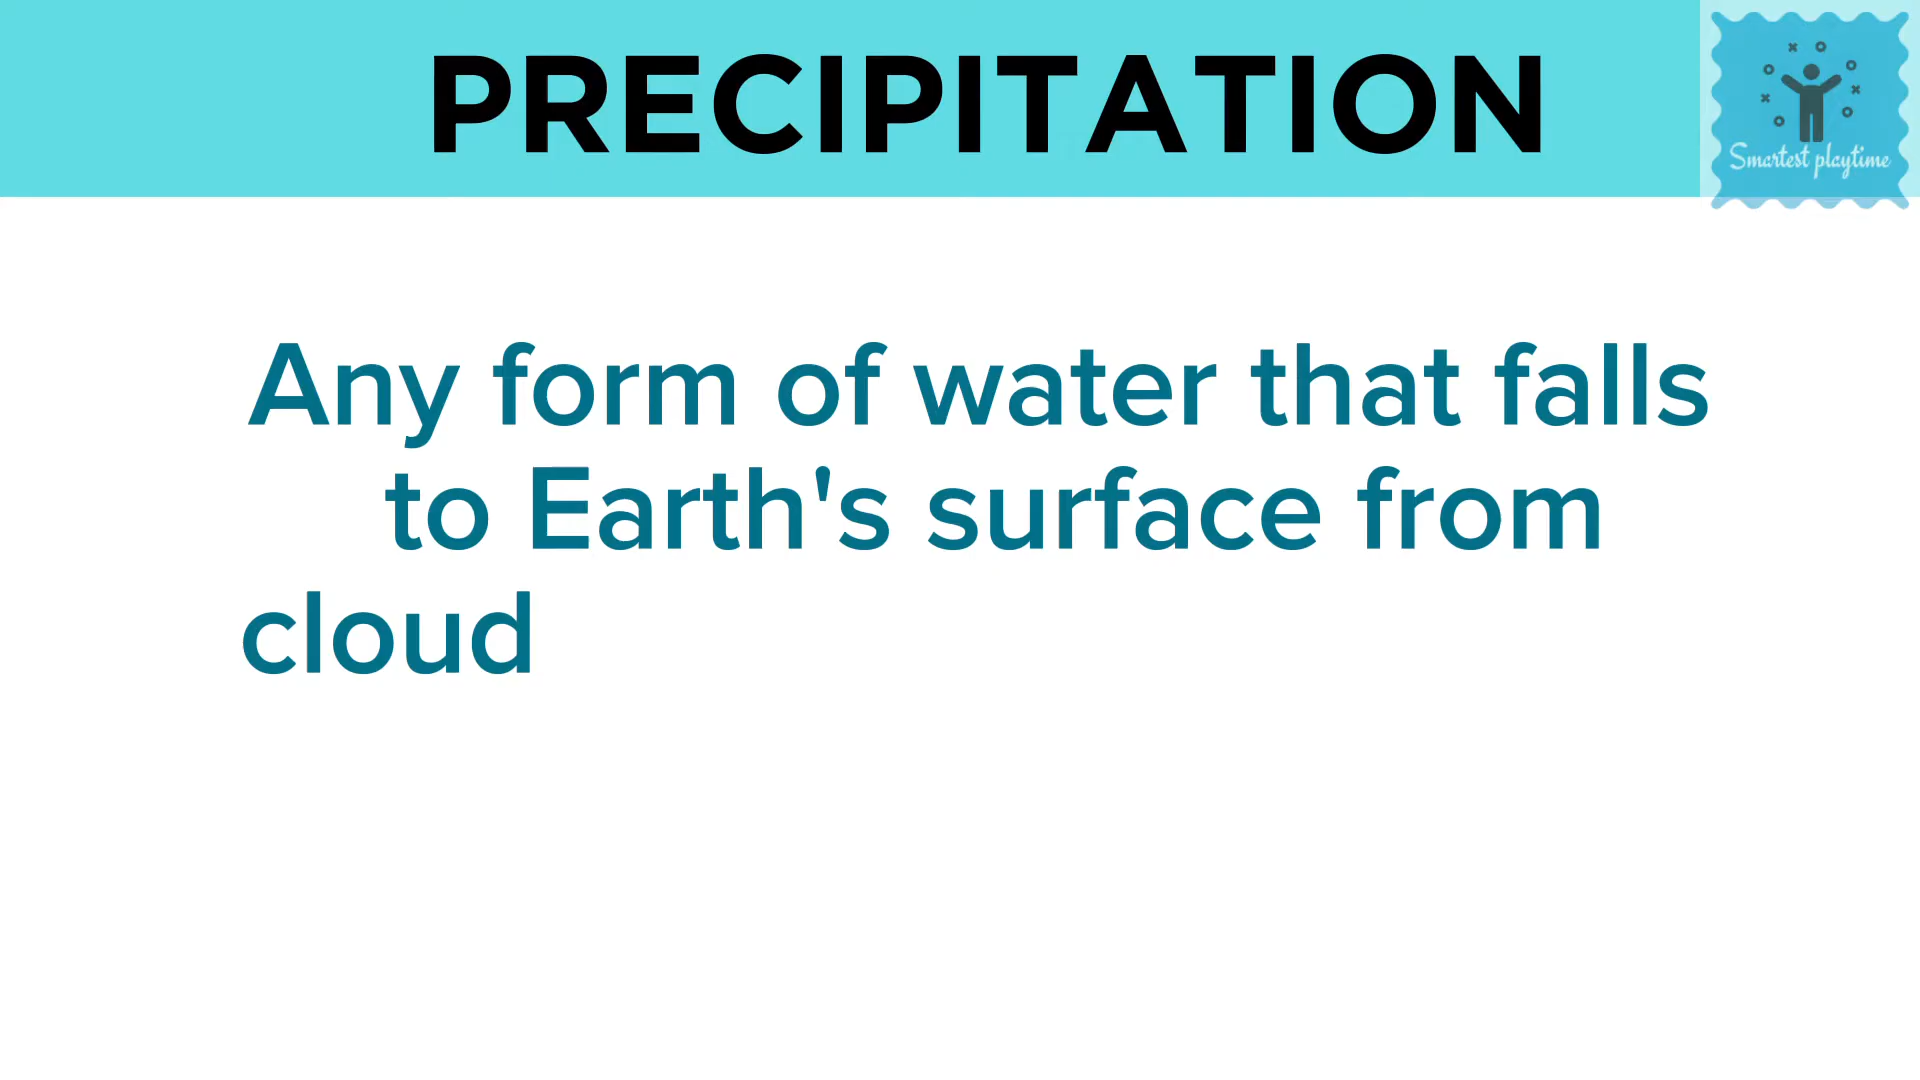 PRECIPITATION
Smartest playtime
Any form of water that falls
to Earth's surface from
cloud